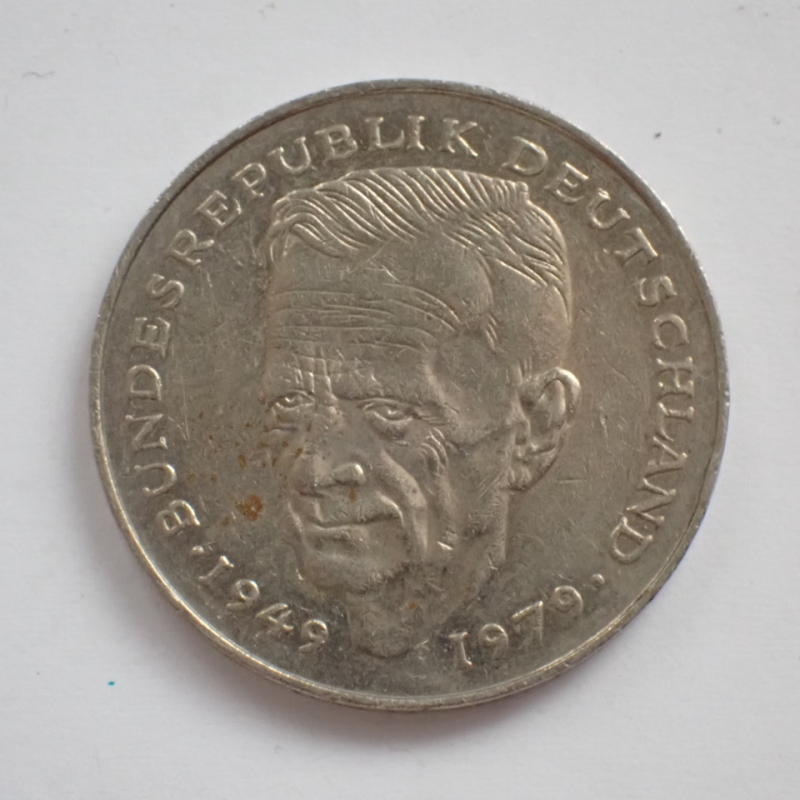 BUNDESREPUBLIK DEUTSCHLAND
· 1949 1979 ·